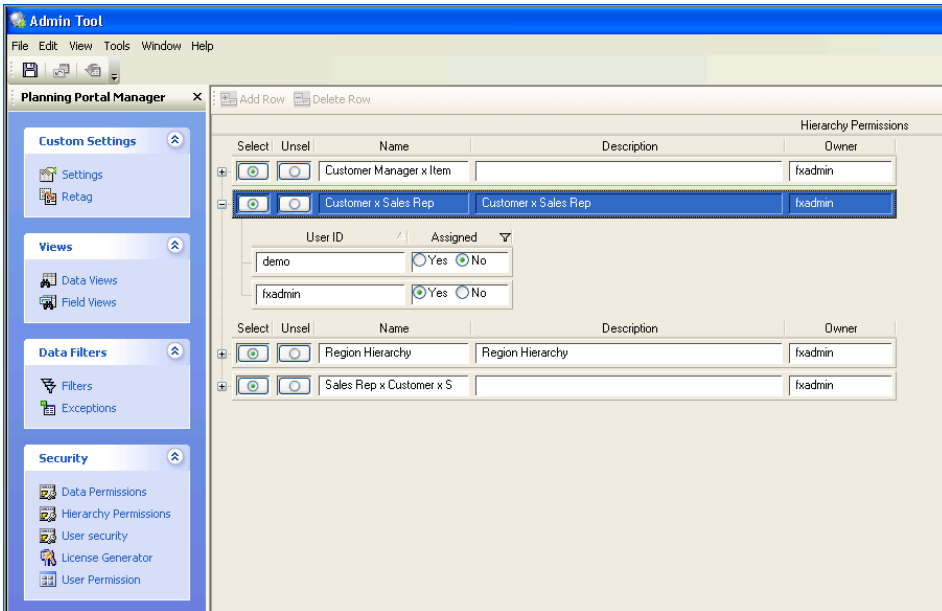 Admin Tool
File Edit View Tools Window Help
Planning Portal Manager
Add Row Delete Row
Hierarchy Permissions
Custom Settings
Settings
Retag
Views
Data Views
Field Views
Data Filters
Filters
Exceptions
Security
Data Permissions
Hierarchy Permissions
User security
License Generator
User Permission
Select Unsel Name Description Owner
Customer Manager x Item fxadmin
Customer x Sales Rep Customer x Sales Rep fxadmin
User ID Assigned
demo Yes No
fxadmin Yes No
Select Unsel Name Description Owner
Region Hierarchy Region Hierarchy fxadmin
Sales Rep x Customer x S fxadmin